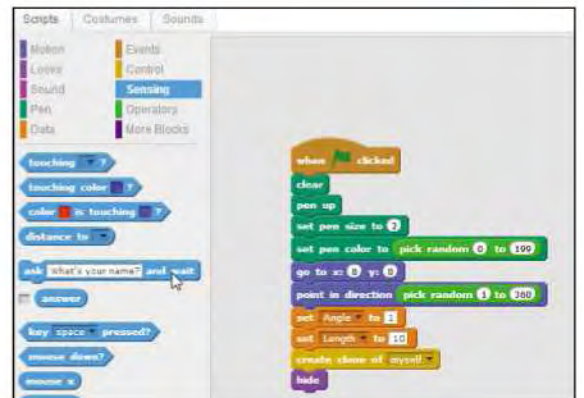 Scripts Costumes Sounds
Motion Events
Looks Control
Sound Sensing
Pen Operators
Data More Blocks
touching ?
touching color ?
color is touching ?
distance to
ask What's your name? and wait
answer
key space pressed?
mouse down?
mouse x
when clicked
clear
pen up
set pen size to 2
set pen color to pick random 0 to 199
go to x: 0 y: 0
point in direction pick random 1 to 360
set Angle to 1
set Length to 10
create clone of myself
hide